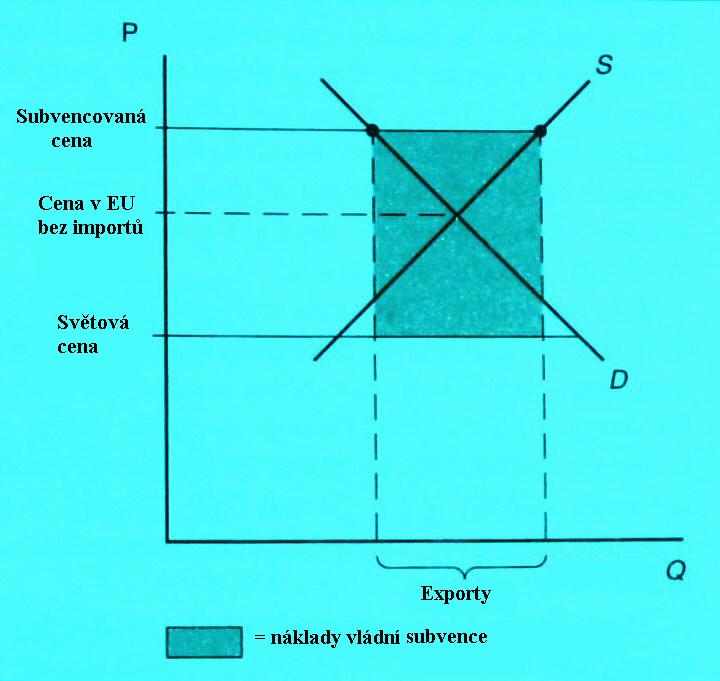 P
S
Subvencovaná
cena
Cena v EU
bez importů
Světová
cena
D
Q
Exporty
= náklady vládní subvence